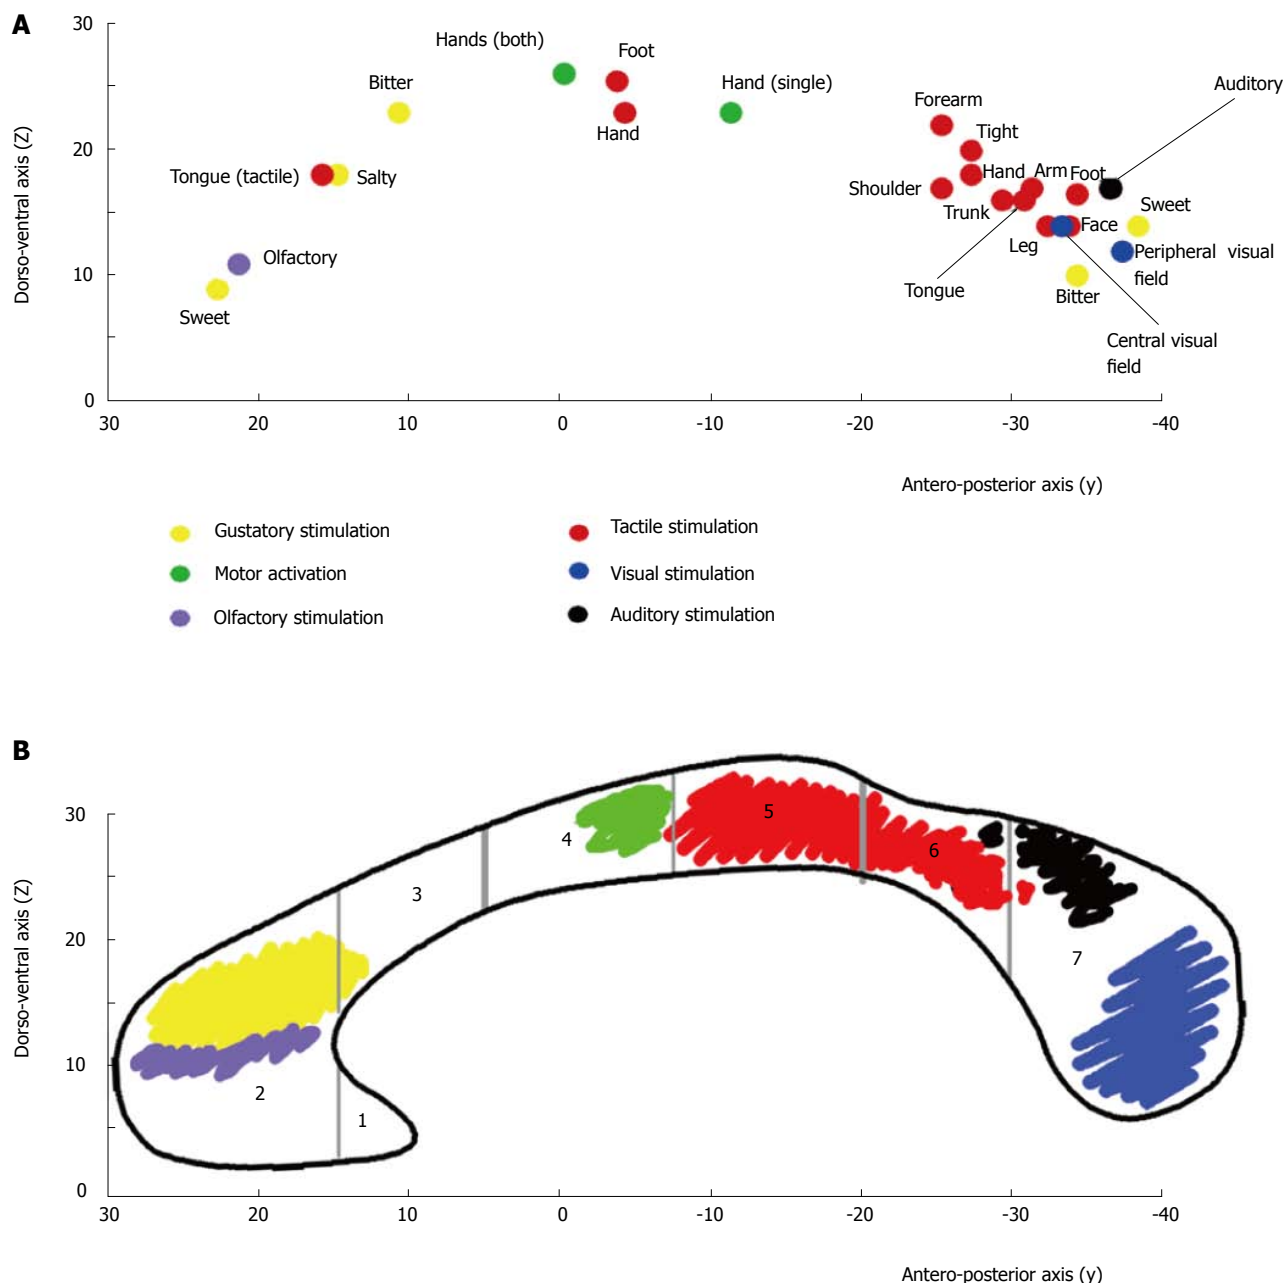 A
30
20
10
0
Dorso-ventral axis (Z)
Hands (both)
Foot
Bitter
Hand (single)
Hand
Auditory
Forearm
Tight
Tongue (tactile)
Salty
Shoulder
Hand
Arm
Foot
Trunk
Sweet
Leg
Face
Olfactory
Peripheral visual
field
Tongue
Bitter
Sweet
Central visual
field
30
20
10
0
-10
-20
-30
-40
Antero-posterior axis (y)
Gustatory stimulation
Motor activation
Olfactory stimulation
Tactile stimulation
Visual stimulation
Auditory stimulation
B
30
20
10
0
Dorso-ventral axis (Z)
5
4
6
3
7
2
1
30
20
10
0
-10
-20
-30
-40
Antero-posterior axis (y)